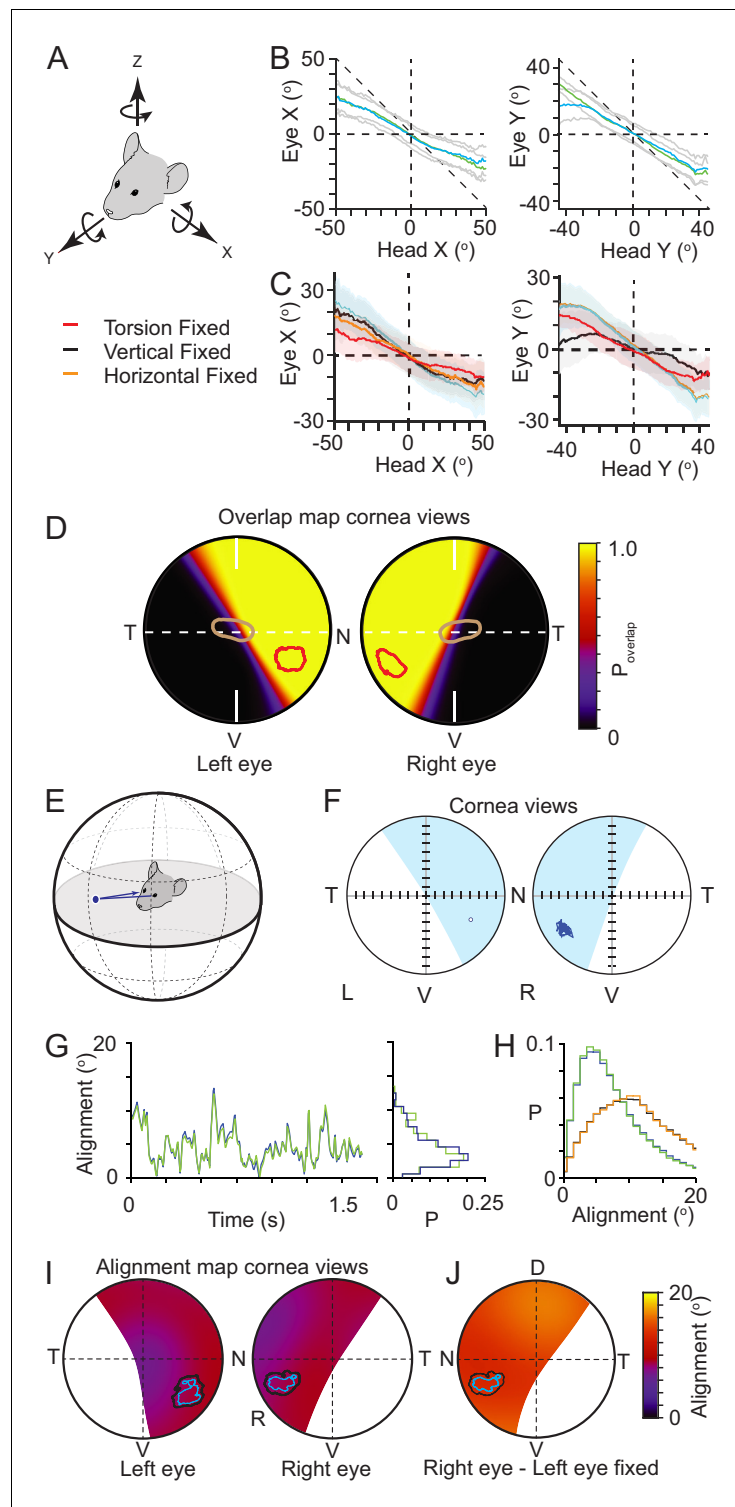 A
Z
Y
X
B
50
0
-50
Eye X (°)
0
50
Head X (°)
40
0
-40
Eye Y (°)
-40
0
40
Head Y (°)
Torsion Fixed
Vertical Fixed
Horizontal Fixed
C
30
0
-30
Eye X (°)
-50
0
50
Head X (°)
30
0
-30
Eye Y (°)
-40
0
40
Head Y (°)
D
Overlap map cornea views
T
N
T
V
V
Left eye
Right eye
1.0
0
Poverlap
E
F
Cornea views
T
N
T
L
V
R
V
G
20
0
Alignment (°)
0
1.5
Time (s)
0
0.25
P
H
0.1
P
0
0
20
Alignment (°)
I
Alignment map cornea views
T
N
T
R
V
V
Left eye
Right eye
J
D
N
T
V
Right eye - Left eye fixed
20
0
Alignment (°)